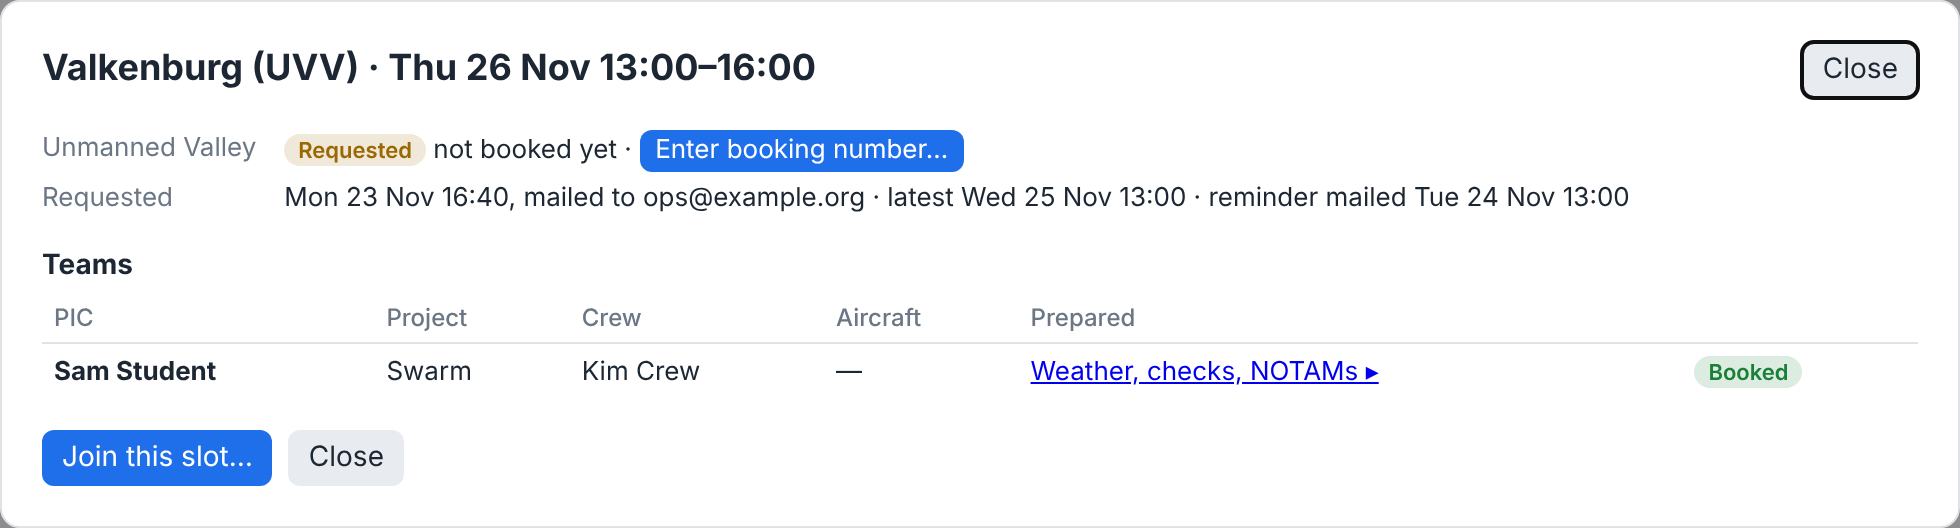 Valkenburg (UVV) · Thu 26 Nov 13:00–16:00
Close
Unmanned Valley Requested not booked yet · Enter booking number...
Requested Mon 23 Nov 16:40, mailed to ops@example.org · latest Wed 25 Nov 13:00 · reminder mailed Tue 24 Nov 13:00
Teams
PIC Project Crew Aircraft Prepared
Sam Student Swarm Kim Crew — Weather, checks, NOTAMs ▸ Booked
Join this slot... Close